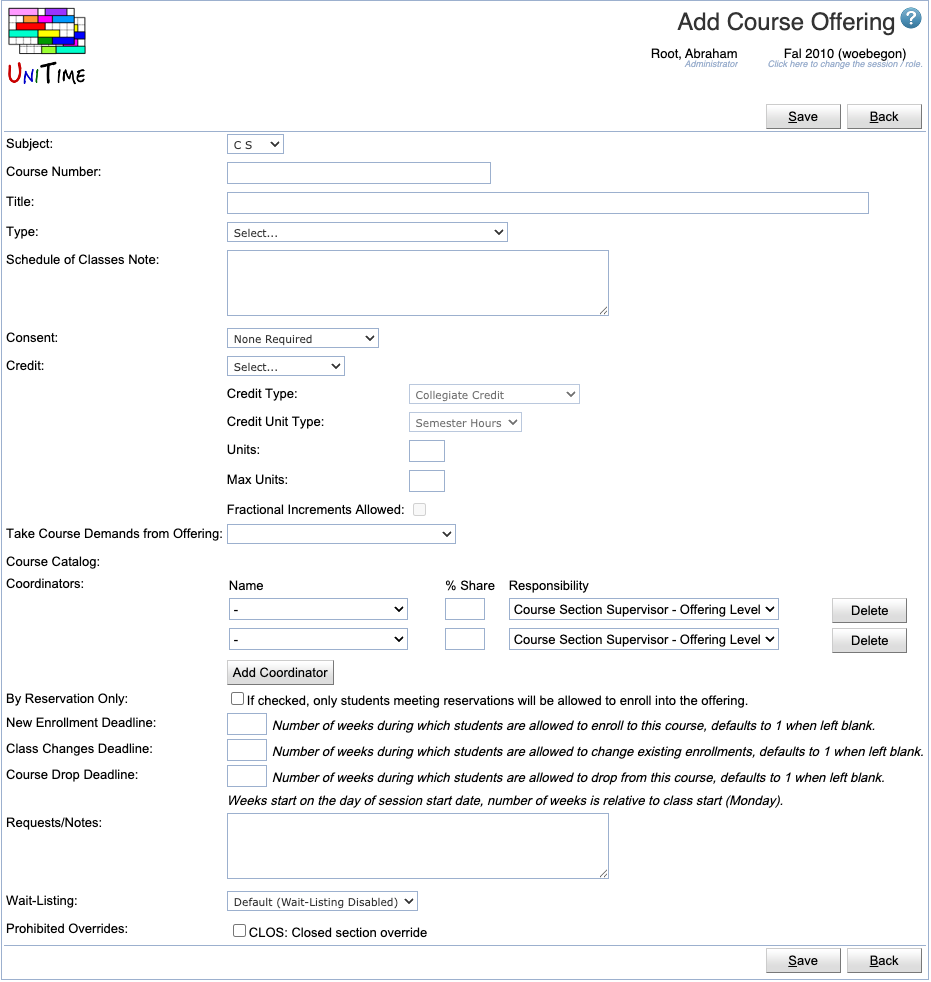 UNITIME
Add Course Offering ?
Root, Abraham Fal 2010 (woebegon)
Administrator Click here to change the session / role.
Save Back
Subject: C S
Course Number:
Title:
Type: Select...
Schedule of Classes Note:
Consent: None Required
Credit: Select...
Credit Type: Collegiate Credit
Credit Unit Type: Semester Hours
Units:
Max Units:
Fractional Increments Allowed:
Take Course Demands from Offering:
Course Catalog:
Coordinators: Name % Share Responsibility
- Course Section Supervisor - Offering Level Delete
- Course Section Supervisor - Offering Level Delete
Add Coordinator
By Reservation Only: If checked, only students meeting reservations will be allowed to enroll into the offering.
New Enrollment Deadline: Number of weeks during which students are allowed to enroll to this course, defaults to 1 when left blank.
Class Changes Deadline: Number of weeks during which students are allowed to change existing enrollments, defaults to 1 when left blank.
Course Drop Deadline: Number of weeks during which students are allowed to drop from this course, defaults to 1 when left blank.
Weeks start on the day of session start date, number of weeks is relative to class start (Monday).
Requests/Notes:
Wait-Listing: Default (Wait-Listing Disabled)
Prohibited Overrides: CLOS: Closed section override
Save Back